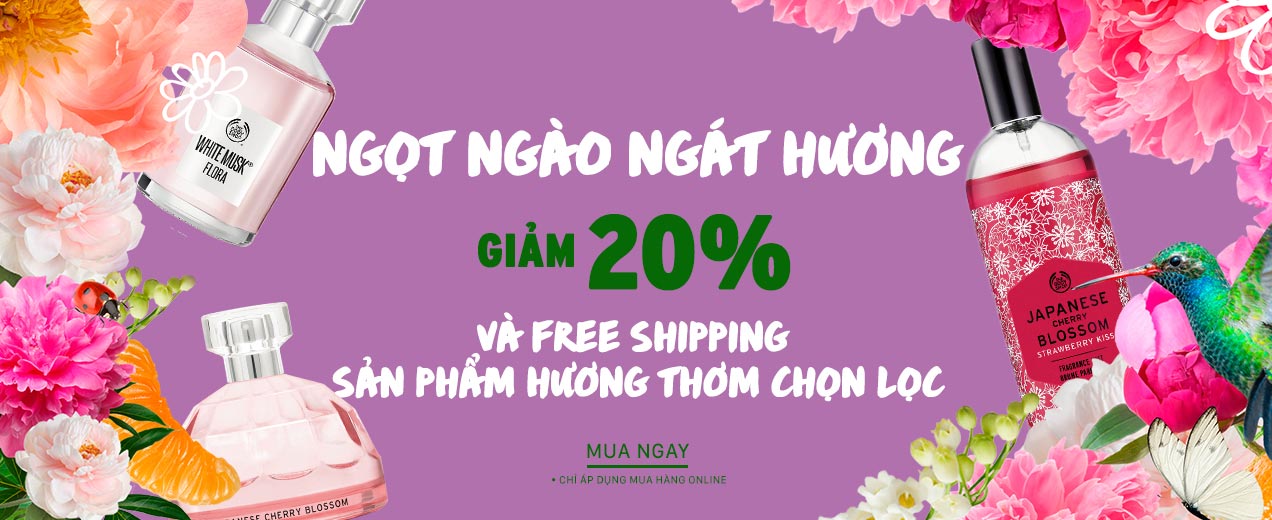 WHITE MUSK®
FLORA
NGỌT NGÀO NGÁT HƯƠNG
GIẢM 20%
VÀ FREE SHIPPING
SẢN PHẨM HƯƠNG THƠM CHỌN LỌC
MUA NGAY
• CHỈ ÁP DỤNG MUA HÀNG ONLINE
JAPANESE
CHERRY
BLOSSOM
STRAWBERRY KISS
FRAGRANCE
CHERRY BLOSSOM